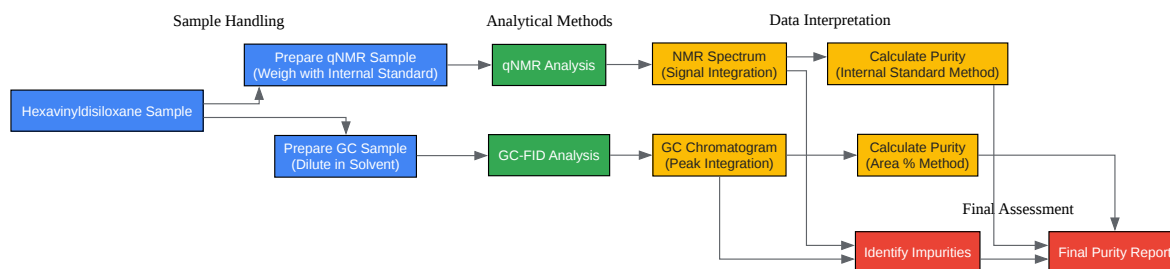 Sample Handling
Analytical Methods
Data Interpretation
Prepare qNMR Sample
(Weigh with Internal Standard)
qNMR Analysis
NMR Spectrum
(Signal Integration)
Calculate Purity
(Internal Standard Method)
Hexavinyldisiloxane Sample
Prepare GC Sample
(Dilute in Solvent)
GC-FID Analysis
GC Chromatogram
(Peak Integration)
Calculate Purity
(Area % Method)
Final Assessment
Identify Impurities
Final Purity Report